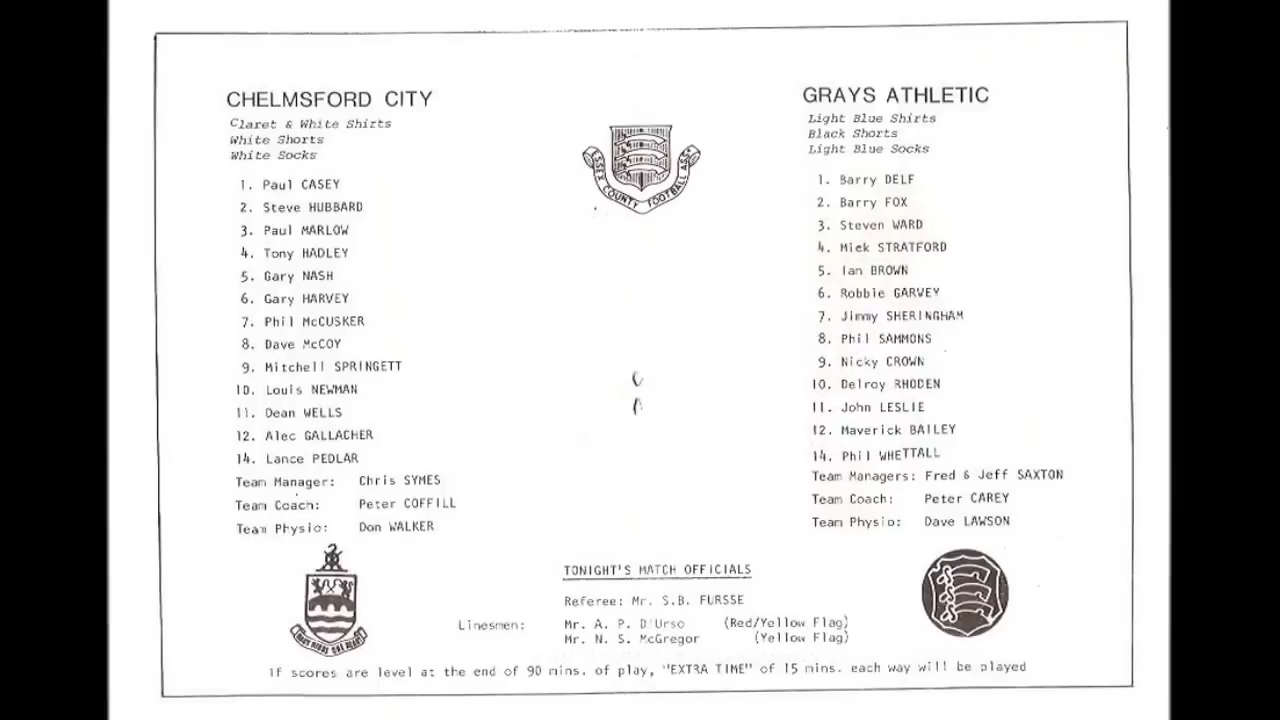 CHELMSFORD CITY
Claret & White Shirts
White Shorts
White Socks
1. Paul CASEY
2. Steve HUBBARD
3. Paul MARLOW
4. Tony HADLEY
5. Gary NASH
6. Gary HARVEY
7. Phil McCUSKER
8. Dave McCOY
9. Mitchell SPRINGETT
10. Louis NEWMAN
11. Dean WELLS
12. Alec GALLACHER
14. Lance PEDLAR
Team Manager: Chris SYMES
Team Coach: Peter COFFILL
Team Physio: Don WALKER
ESSEX COUNTY FOOTBALL ASSN
GRAYS ATHLETIC
Light Blue Shirts
Black Shorts
Light Blue Socks
1. Barry DELF
2. Barry FOX
3. Steven WARD
4. Mick STRATFORD
5. Ian BROWN
6. Robbie GARVEY
7. Jimmy SHERINGHAM
8. Phil SAMMONS
9. Nicky CROWN
10. Delroy RHODEN
11. John LESLIE
12. Maverick BAILEY
14. Phil WHETTALL
Team Managers: Fred & Jeff SAXTON
Team Coach: Peter CAREY
Team Physio: Dave LAWSON
TONIGHT'S MATCH OFFICIALS
Referee: Mr. S.B. FURSSE
Linesmen: Mr. A. P. D'Urso (Red/Yellow Flag)
Mr. N. S. McGregor (Yellow Flag)
If scores are level at the end of 90 mins. of play, "EXTRA TIME" of 15 mins. each way will be played